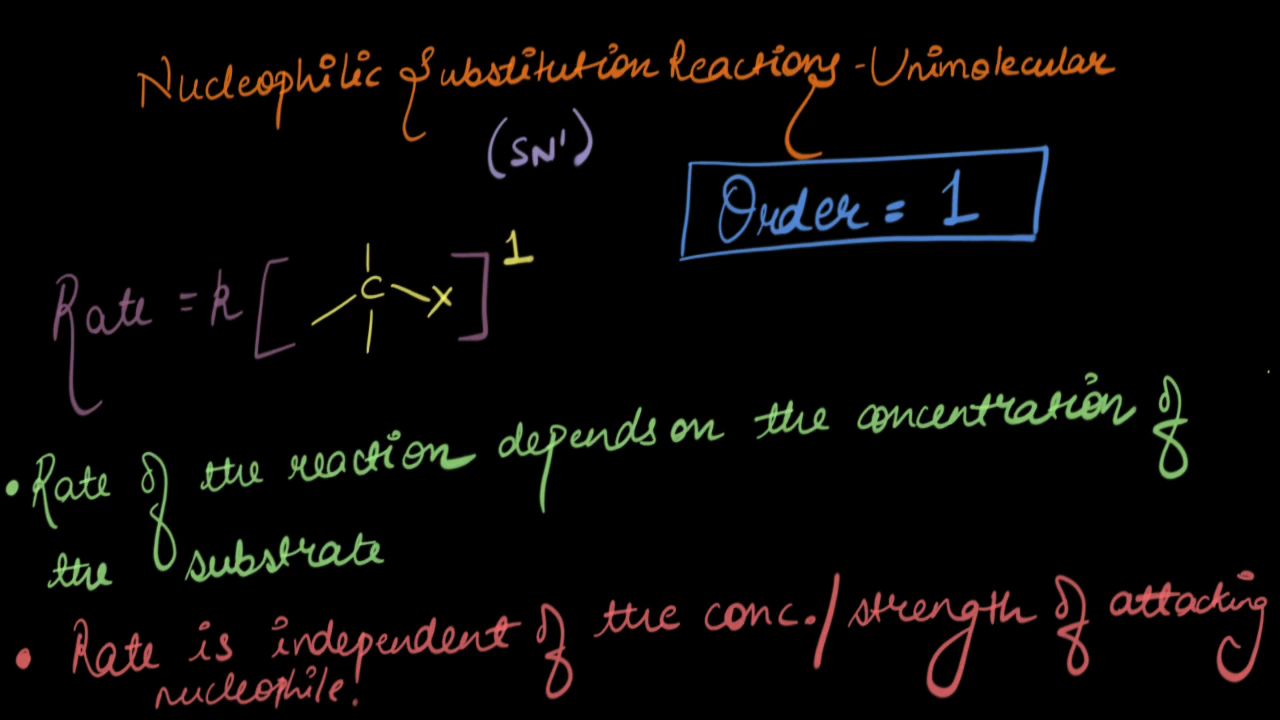 Nucleophilic Substitution Reactions - Unimolecular
(SN')
Order = 1
Rate = k [ C X ] 1
• Rate of the reaction depends on the concentration of
the substrate
• Rate is independent of the conc./strength of attacking
nucleophile.